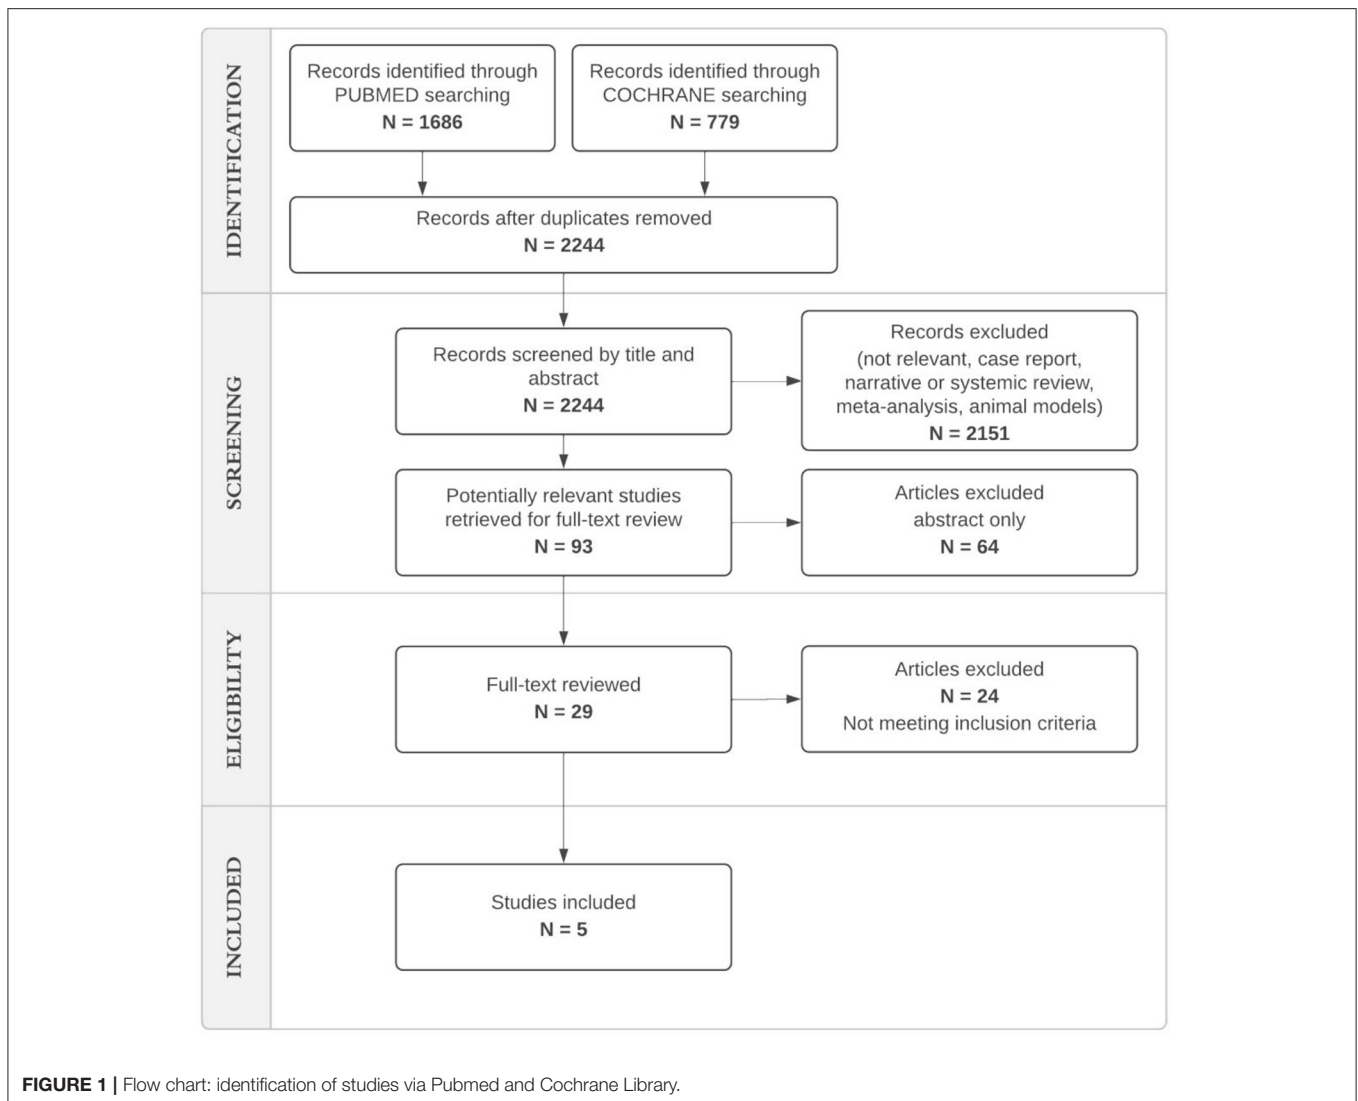 IDENTIFICATION
Records identified through
PUBMED searching
N = 1686
Records identified through
COCHRANE searching
N = 779
Records after duplicates removed
N = 2244
SCREENING
Records screened by title and
abstract
N = 2244
Records excluded
(not relevant, case report,
narrative or systemic review,
meta-analysis, animal models)
N = 2151
Potentially relevant studies
retrieved for full-text review
N = 93
Articles excluded
abstract only
N = 64
ELIGIBILITY
Full-text reviewed
N = 29
Articles excluded
N = 24
Not meeting inclusion criteria
INCLUDED
Studies included
N = 5
FIGURE 1 | Flow chart: identification of studies via Pubmed and Cochrane Library.